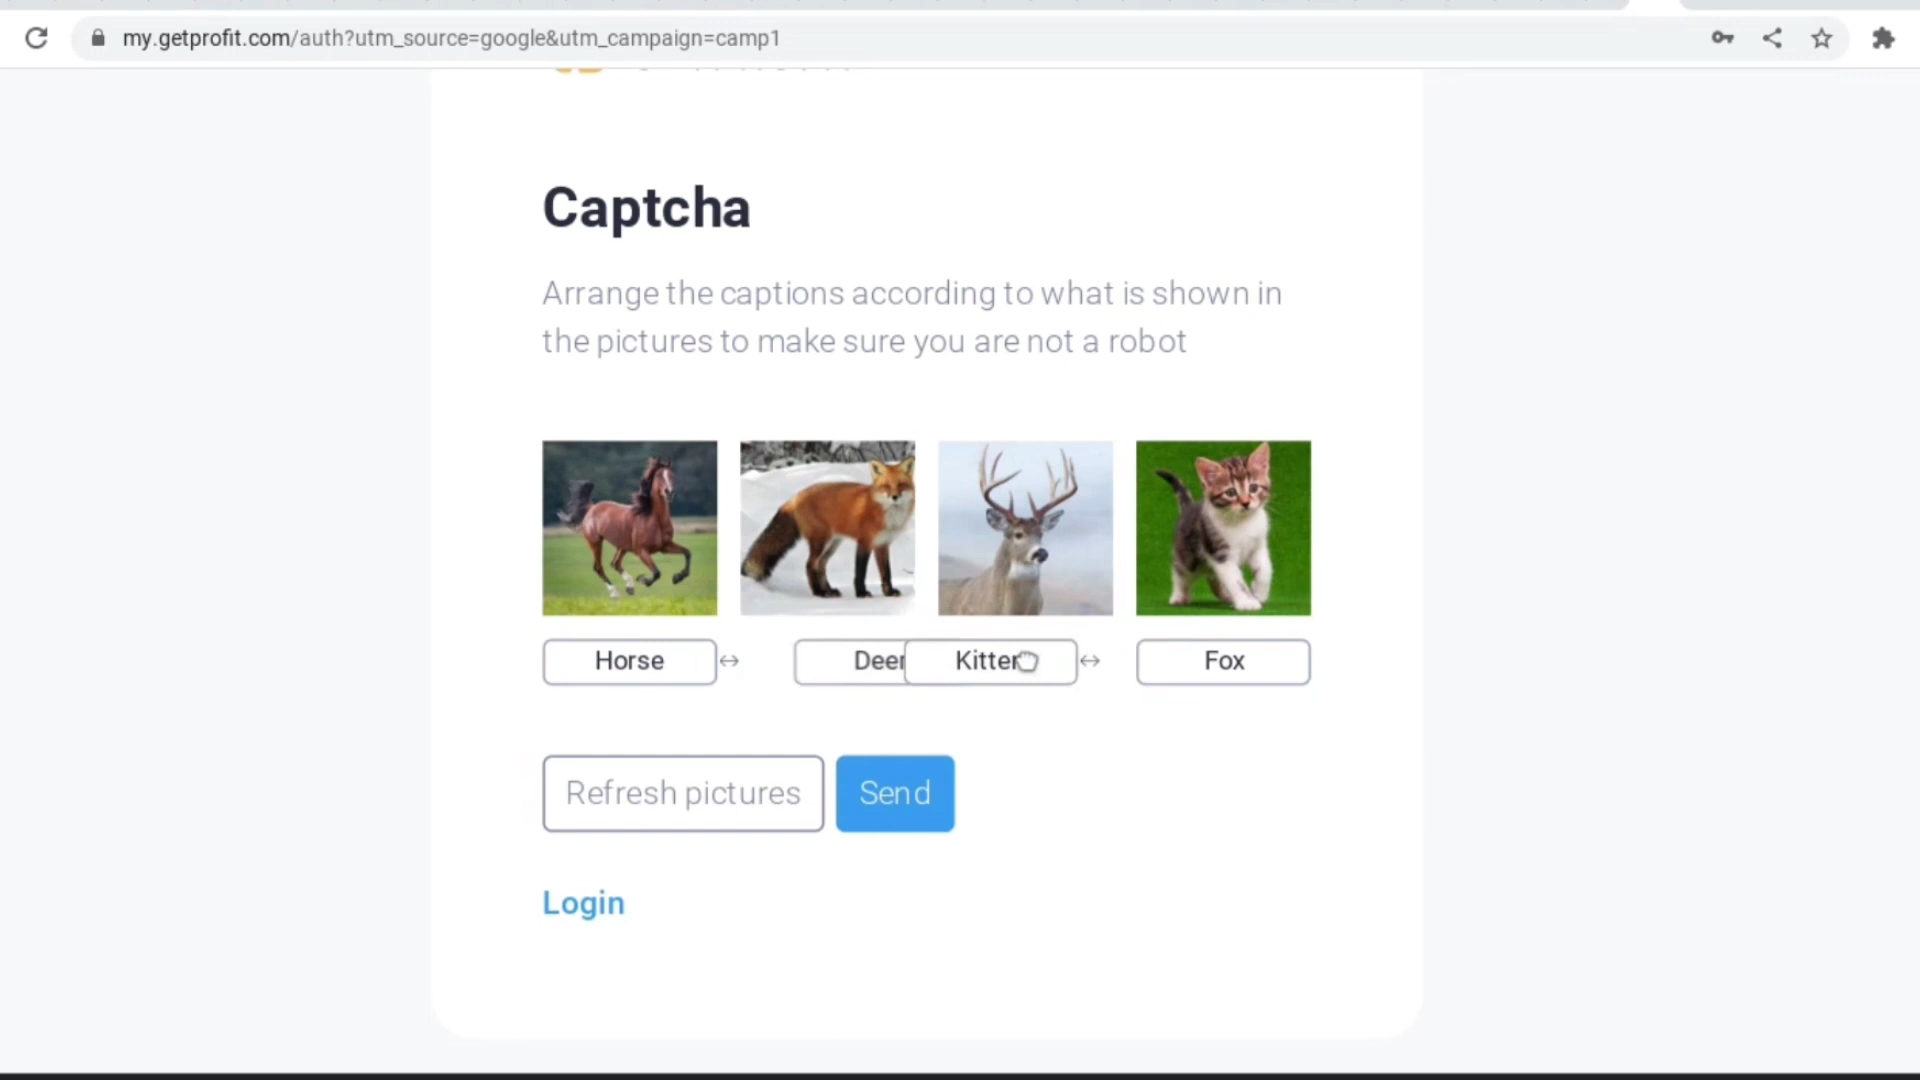 my.getprofit.com/auth?utm_source=google&utm_campaign=camp1
Captcha
Arrange the captions according to what is shown in
the pictures to make sure you are not a robot
Horse
Deer
Kitten
Fox
Refresh pictures
Send
Login